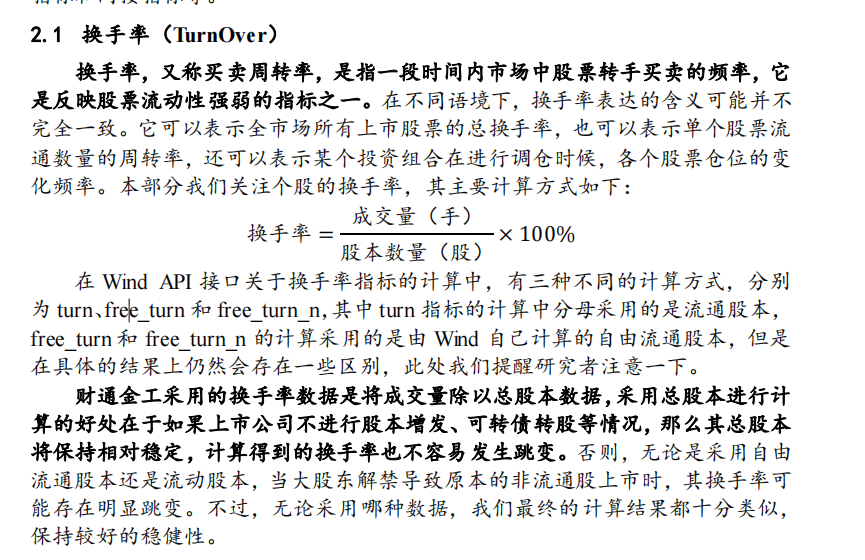 2.1 换手率（TurnOver）
换手率，又称买卖周转率，是指一段时间内市场中股票转手买卖的频率，它
是反映股票流动性强弱的指标之一。在不同语境下，换手率表达的含义可能并不
完全一致。它可以表示全市场所有上市股票的总换手率，也可以表示单个股票流
通数量的周转率，还可以表示某个投资组合在进行调仓时候，各个股票仓位的变
化频率。本部分我们关注个股的换手率，其主要计算方式如下：
换手率 = 成交量（手） / 股本数量（股） × 100%
在 Wind API 接口关于换手率指标的计算中，有三种不同的计算方式，分别
为 turn、free_turn 和 free_turn_n，其中 turn 指标的计算中分母采用的是流通股本，
free_turn 和 free_turn_n 的计算采用的是由 Wind 自己计算的自由流通股本，但是
在具体的结果上仍然会存在一些区别，此处我们提醒研究者注意一下。
财通金工采用的换手率数据是将成交量除以总股本数据，采用总股本进行计
算的好处在于如果上市公司不进行股本增发、可转债转股等情况，那么其总股本
将保持相对稳定，计算得到的换手率也不容易发生跳变。否则，无论是采用自由
流通股本还是流动股本，当大股东解禁导致原本的非流通股上市时，其换手率可
能存在明显跳变。不过，无论采用哪种数据，我们最终的计算结果都十分类似，
保持较好的稳健性。